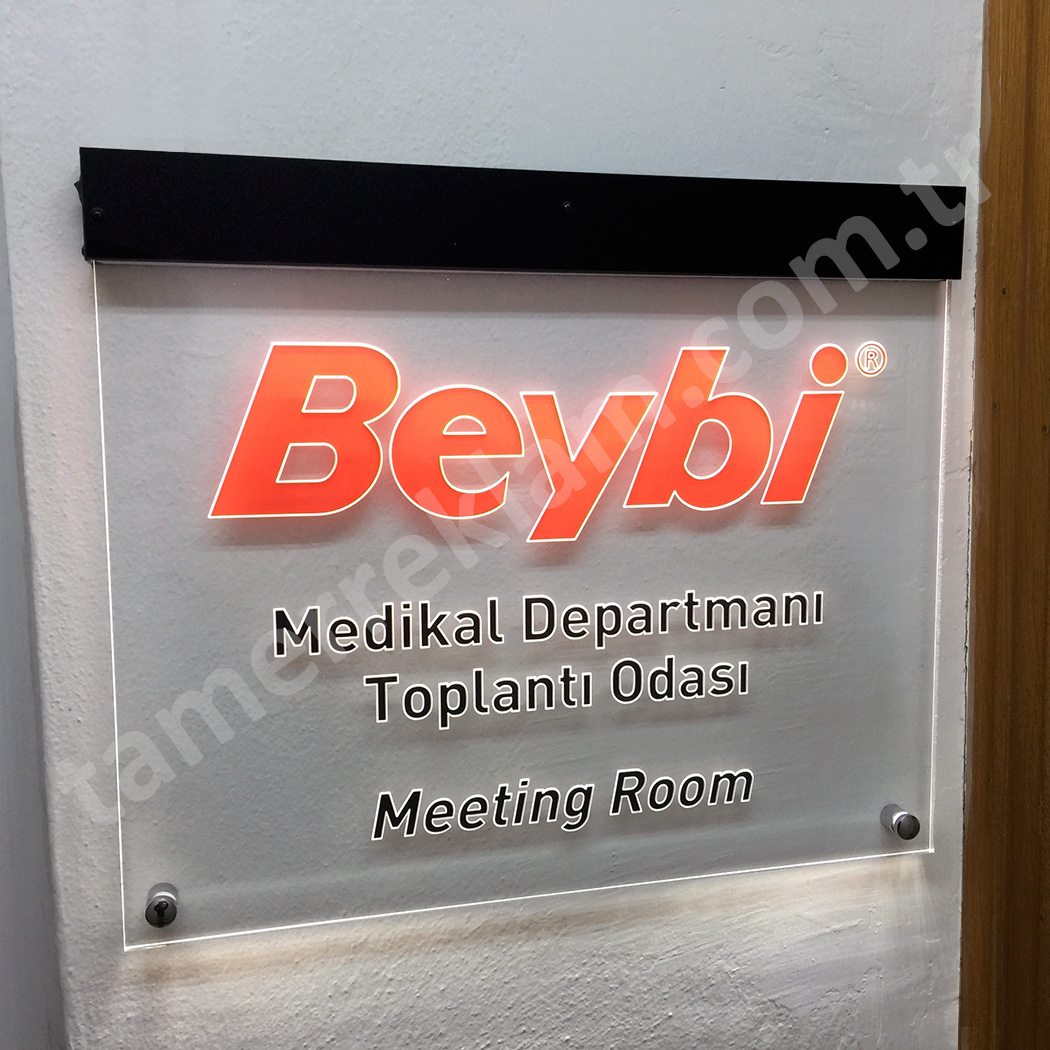 Beybi®
Medikal Departmanı
Toplantı Odası
Meeting Room
tamerreklam.com.tr